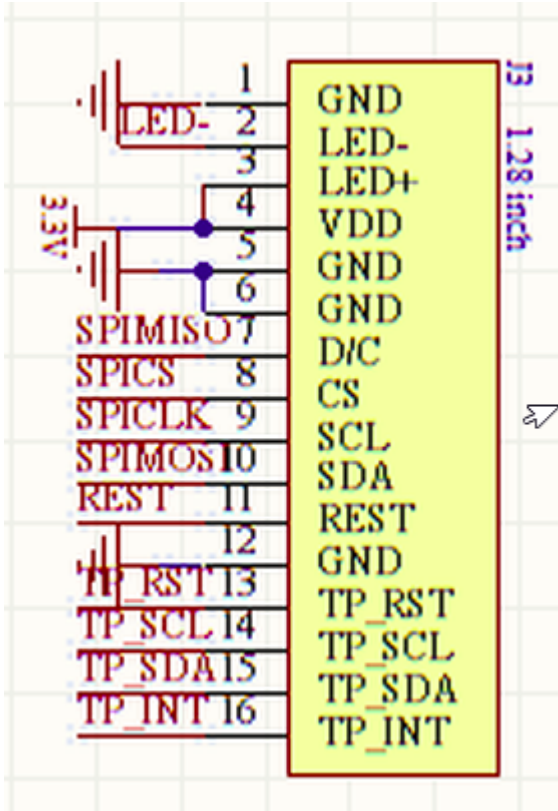 J3 1.28 inch
1 GND
LED- 2 LED-
3 LED+
3.3V 4 VDD
5 GND
6 GND
SPIMISO 7 D/C
SPICS 8 CS
SPICLK 9 SCL
SPIMOSI 10 SDA
REST 11 REST
12 GND
TP_RST 13 TP_RST
TP_SCL 14 TP_SCL
TP_SDA 15 TP_SDA
TP_INT 16 TP_INT